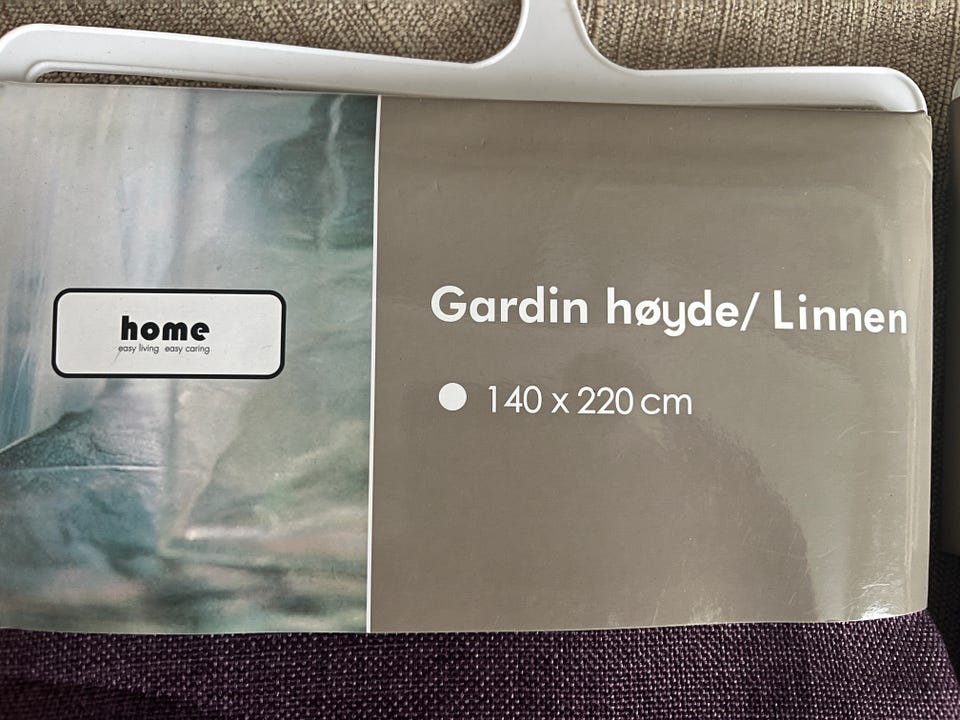 home
easy living easy caring
Gardin høyde/ Linnen
140 x 220 cm